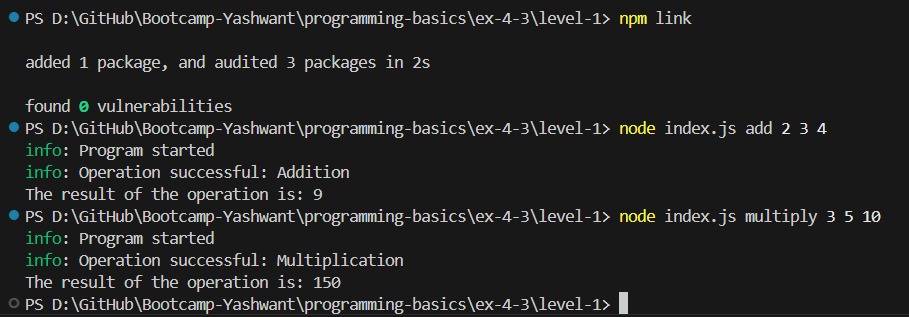 PS D:\GitHub\Bootcamp-Yashwant\programming-basics\ex-4-3\level-1> npm link
added 1 package, and audited 3 packages in 2s
found 0 vulnerabilities
PS D:\GitHub\Bootcamp-Yashwant\programming-basics\ex-4-3\level-1> node index.js add 2 3 4
info: Program started
info: Operation successful: Addition
The result of the operation is: 9
PS D:\GitHub\Bootcamp-Yashwant\programming-basics\ex-4-3\level-1> node index.js multiply 3 5 10
info: Program started
info: Operation successful: Multiplication
The result of the operation is: 150
PS D:\GitHub\Bootcamp-Yashwant\programming-basics\ex-4-3\level-1>